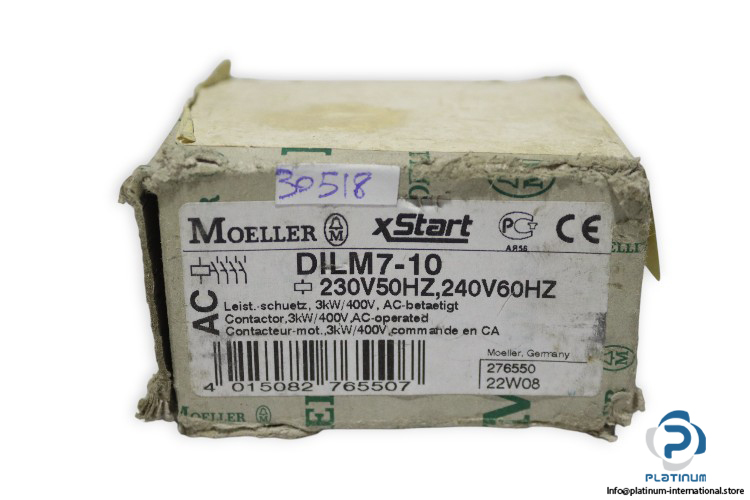 30518
MOELLER xStart CE
AR56
DILM7-10
230V50HZ,240V60HZ
AC
Leist.-schuetz, 3kW/400V, AC-betaetigt
Contactor,3kW/400V,AC-operated
Contacteur-mot.,3kW/400V,commande en CA
Moeller, Germany
276550
22W08
4 015082 765507
MOELLER
PLATINUM
Info@platinum-international.store